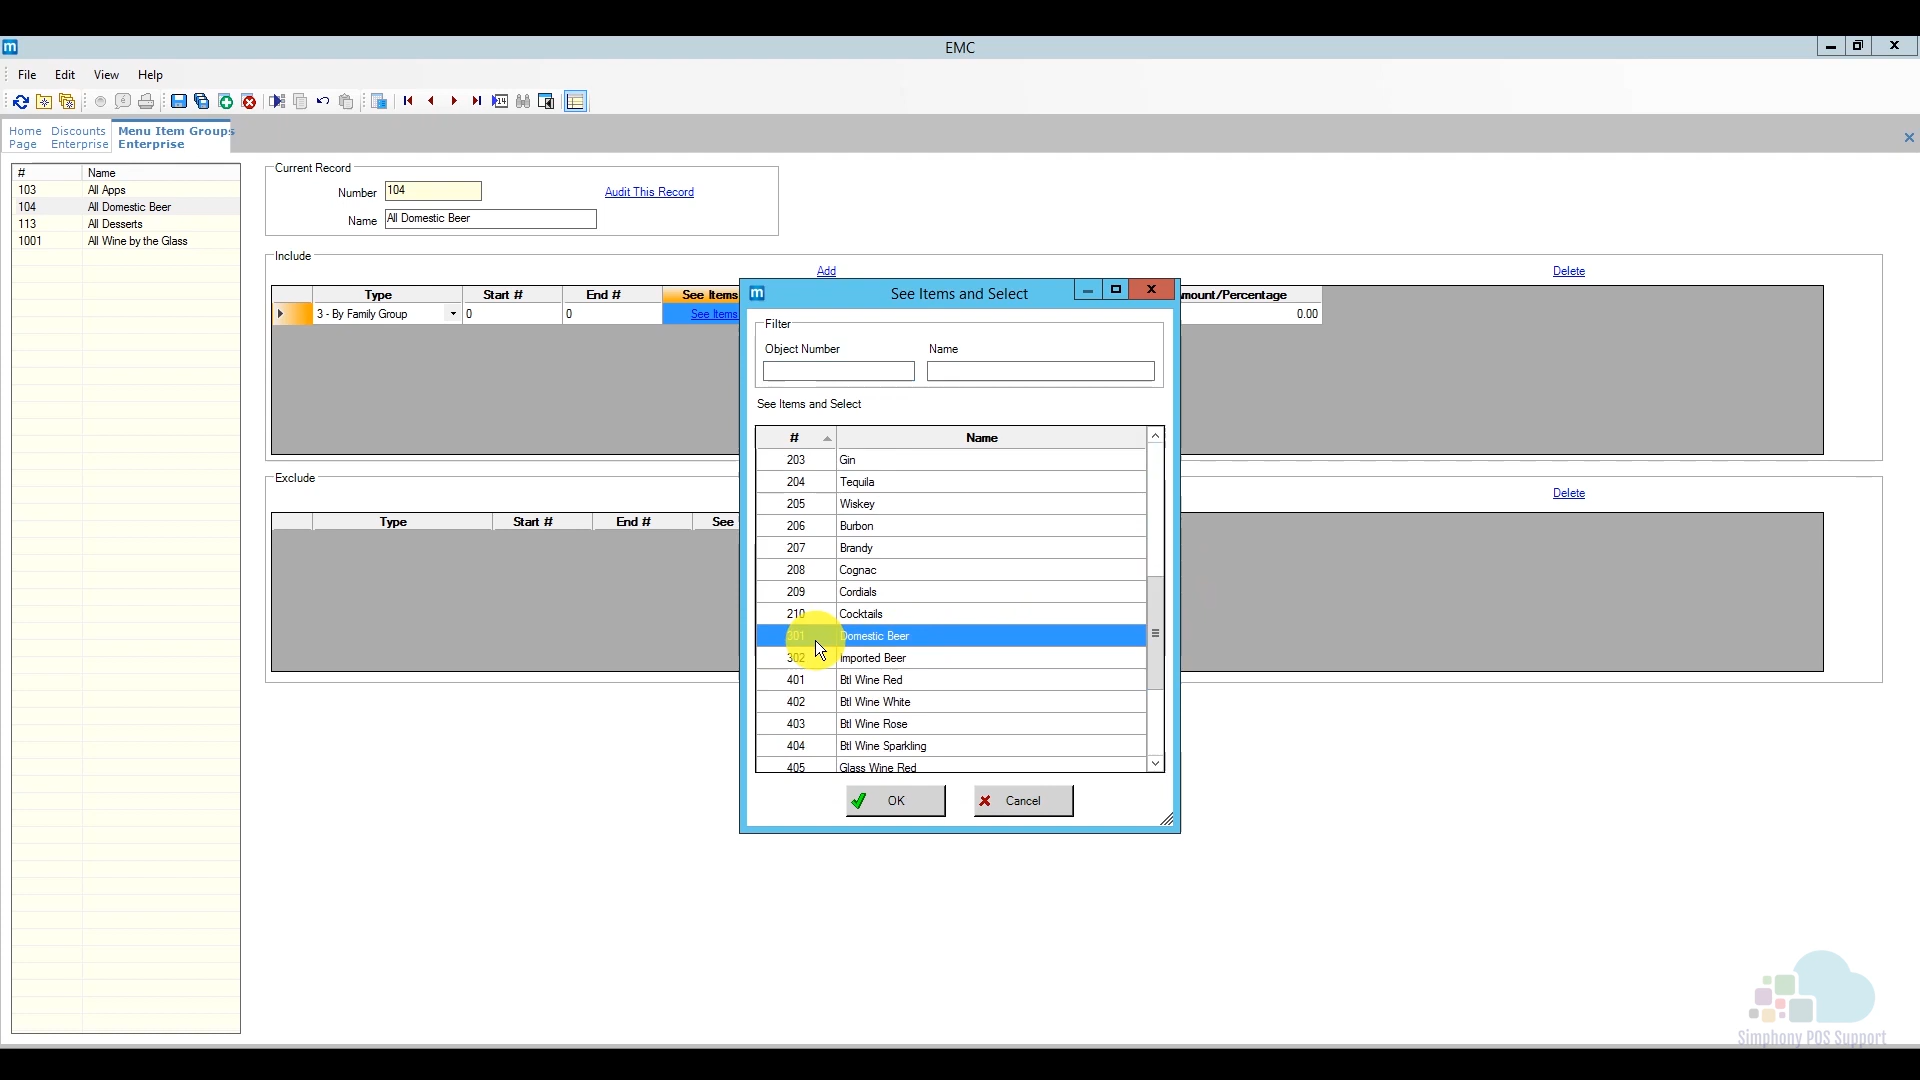 EMC
File Edit View Help
Home Page
Discounts Enterprise
Menu Item Groups Enterprise
# Name
103 All Apps
104 All Domestic Beer
113 All Desserts
1001 All Wine by the Glass
Current Record
Number 104
Audit This Record
Name All Domestic Beer
Include
Add
Delete
Type Start # End # See Items mount/Percentage
3 - By Family Group 0 0 See Items 0.00
Exclude
Delete
Type Start # End # See
See Items and Select
Filter
Object Number Name
See Items and Select
# Name
203 Gin
204 Tequila
205 Wiskey
206 Burbon
207 Brandy
208 Cognac
209 Cordials
210 Cocktails
301 Domestic Beer
302 Imported Beer
401 Btl Wine Red
402 Btl Wine White
403 Btl Wine Rose
404 Btl Wine Sparkling
405 Glass Wine Red
OK Cancel
Simphony POS Support